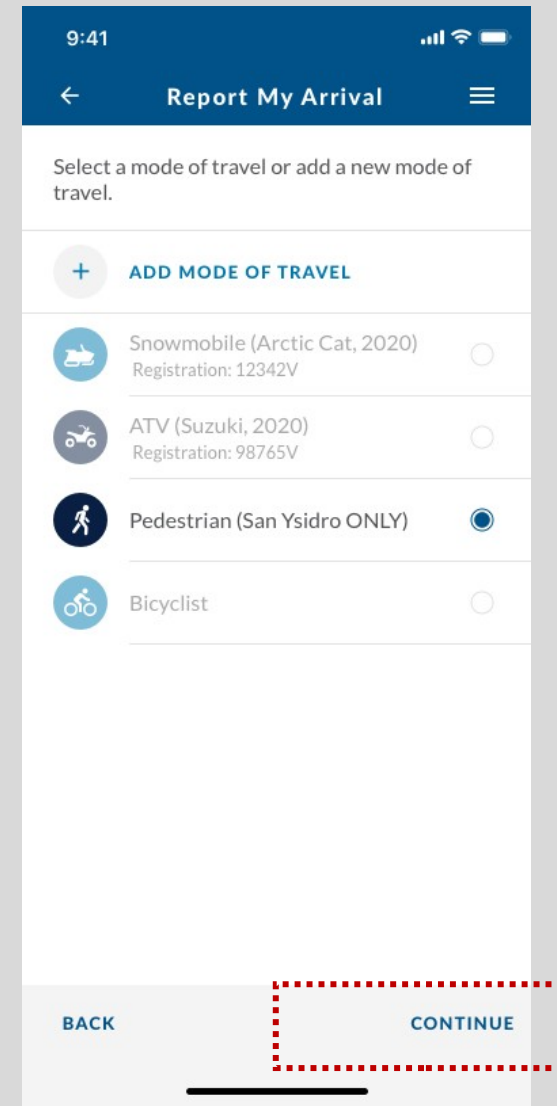 9:41
Report My Arrival
Select a mode of travel or add a new mode of
travel.
+ ADD MODE OF TRAVEL
Snowmobile (Arctic Cat, 2020)
Registration: 12342V
ATV (Suzuki, 2020)
Registration: 98765V
Pedestrian (San Ysidro ONLY)
Bicyclist
BACK CONTINUE